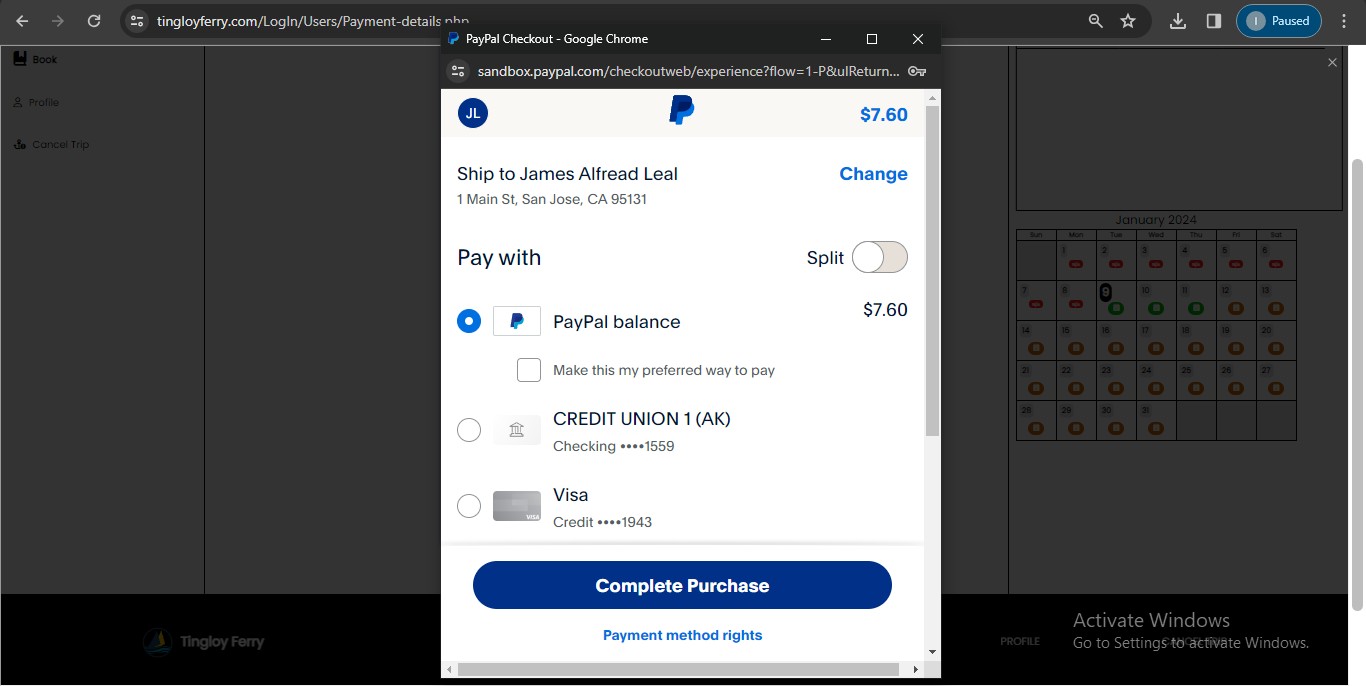 tingloyferry.com/LogIn/Users/Payment-details.php
Paused
PayPal Checkout - Google Chrome
sandbox.paypal.com/checkoutweb/experience?flow=1-P&ulReturn...
Book
Profile
Cancel Trip
JL
$7.60
Ship to James Alfread Leal
Change
1 Main St, San Jose, CA 95131
Pay with
Split
PayPal balance
$7.60
Make this my preferred way to pay
CREDIT UNION 1 (AK)
Checking ••••1559
Visa
Credit ••••1943
VISA
Complete Purchase
Payment method rights
January 2024
Sun Mon Tue Wed Thu Fri Sat
1 2 3 4 5 6
7 8 9 10 11 12 13
14 15 16 17 18 19 20
21 22 23 24 25 26 27
28 29 30 31
Tingloy Ferry
PROFILE
Activate Windows
Go to Settings to activate Windows.